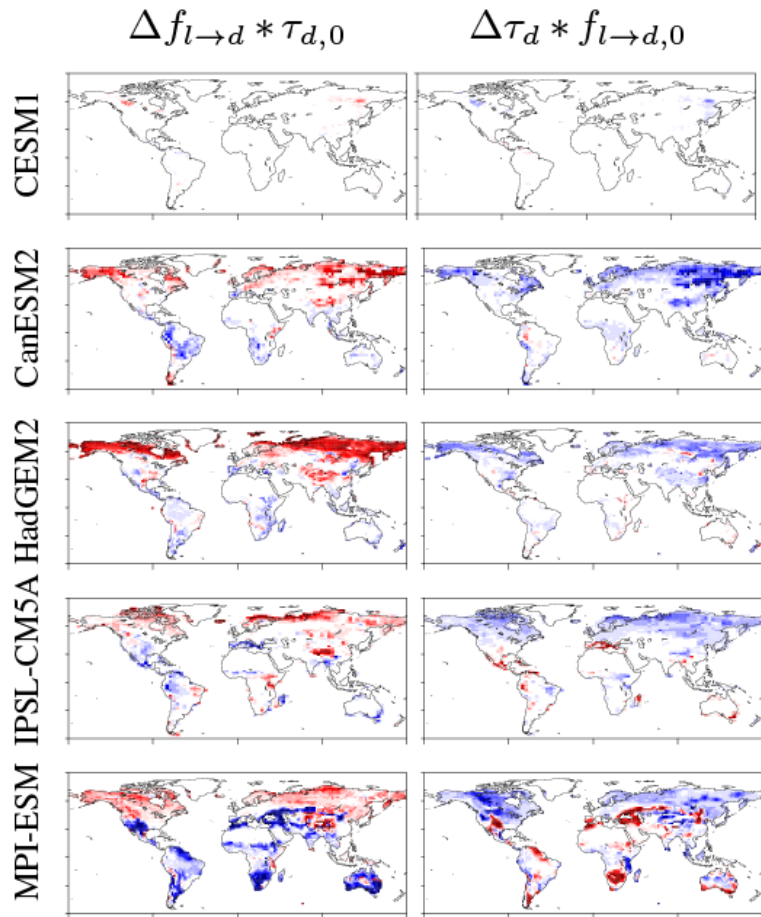 Δf_{l→d} * τ_{d,0}
Δτ_d * f_{l→d,0}
CESM1
CanESM2
HadGEM2
IPSL-CM5A
MPI-ESM